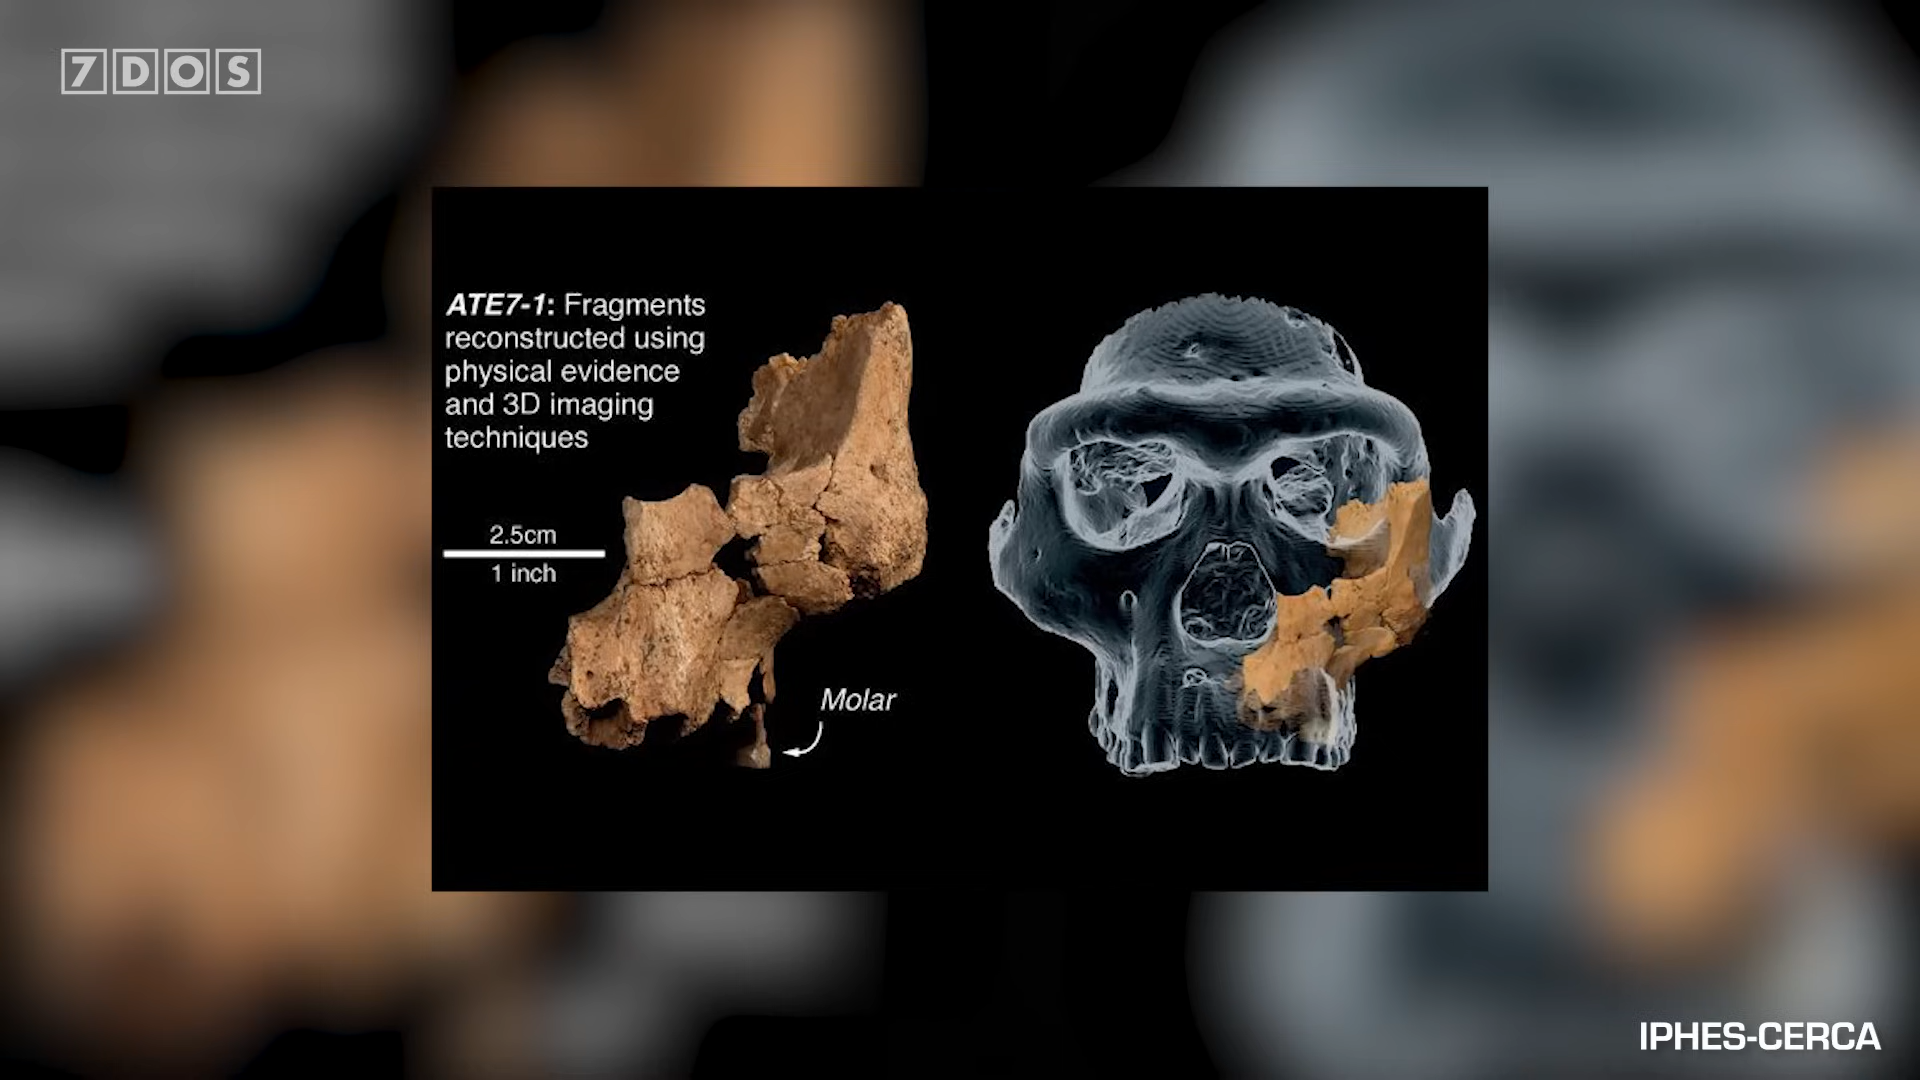 7DOS
ATE7-1: Fragments
reconstructed using
physical evidence
and 3D imaging
techniques
2.5cm
1 inch
Molar
IPHES-CERCA